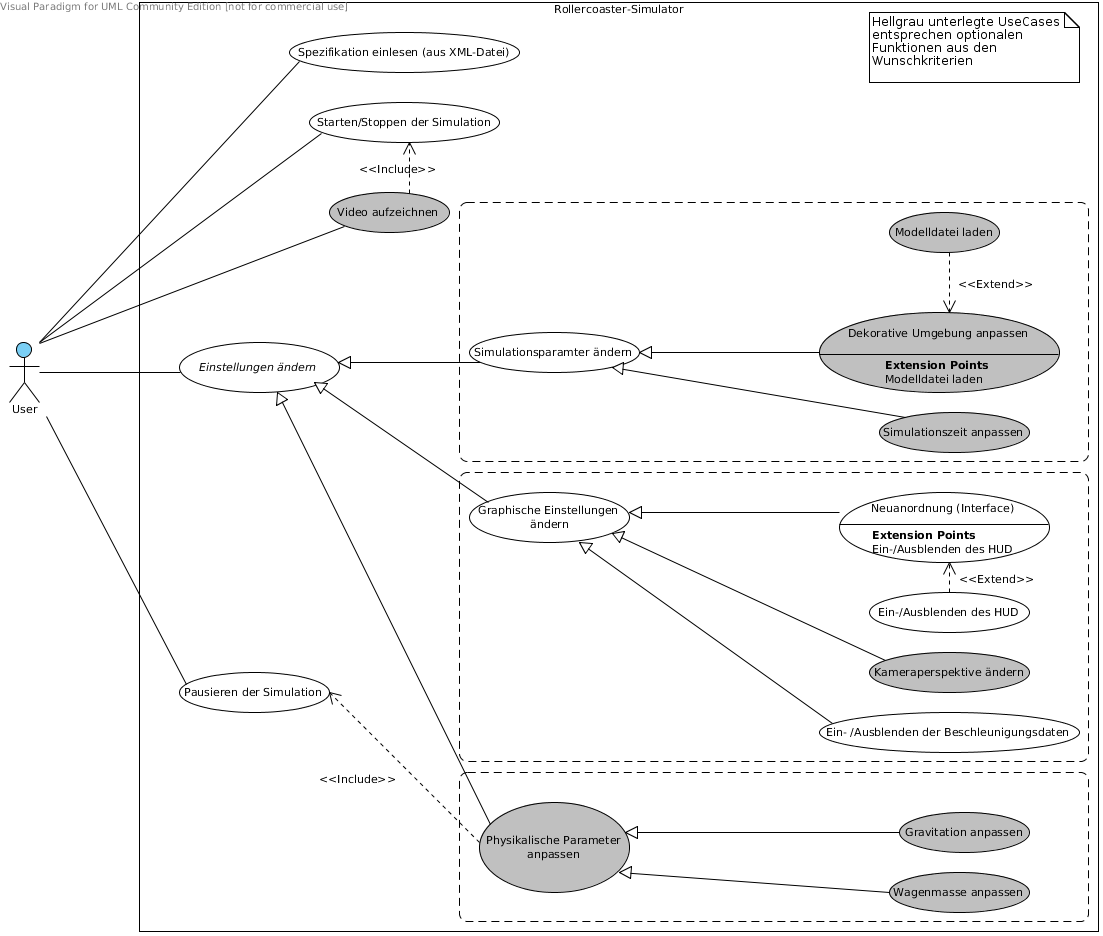 Visual Paradigm for UML Community Edition [not for commercial use]
Rollercoaster-Simulator
Hellgrau unterlegte UseCases
entsprechen optionalen
Funktionen aus den
Wunschkriterien
Spezifikation einlesen (aus XML-Datei)
Starten/Stoppen der Simulation
<<Include>>
Video aufzeichnen
Modelldatei laden
<<Extend>>
Dekorative Umgebung anpassen
Extension Points
Modelldatei laden
Simulationsparamter ändern
Einstellungen ändern
User
Simulationszeit anpassen
Graphische Einstellungen
ändern
Neuanordnung (Interface)
Extension Points
Ein-/Ausblenden des HUD
<<Extend>>
Ein-/Ausblenden des HUD
Kameraperspektive ändern
Pausieren der Simulation
Ein- /Ausblenden der Beschleunigungsdaten
<<Include>>
Physikalische Parameter
anpassen
Gravitation anpassen
Wagenmasse anpassen